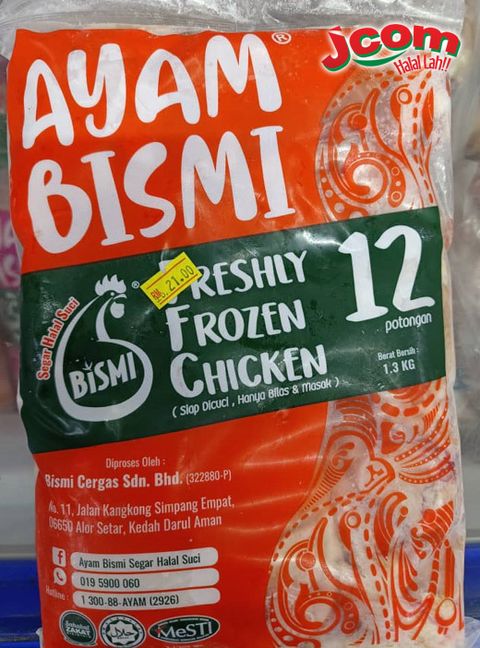 Jcom
Halal Lah!!
AYAM®
BISMI
FRESHLY
FROZEN
CHICKEN
( Siap Dicuci , Hanya Bilas & Masak )
RM 21.00
12
potongan
Berat Bersih :
1.3 KG
Segar Halal Suci
BiSMI
®
Diproses Oleh :
Bismi Cergas Sdn. Bhd. (322880-P)
No. 11, Jalan Kangkong Simpang Empat,
06650 Alor Setar, Kedah Darul Aman
Ayam Bismi Segar Halal Suci
019 5900 060
Hotline : 1 300-88-AYAM (2926)
ZAKAT
MeSTI